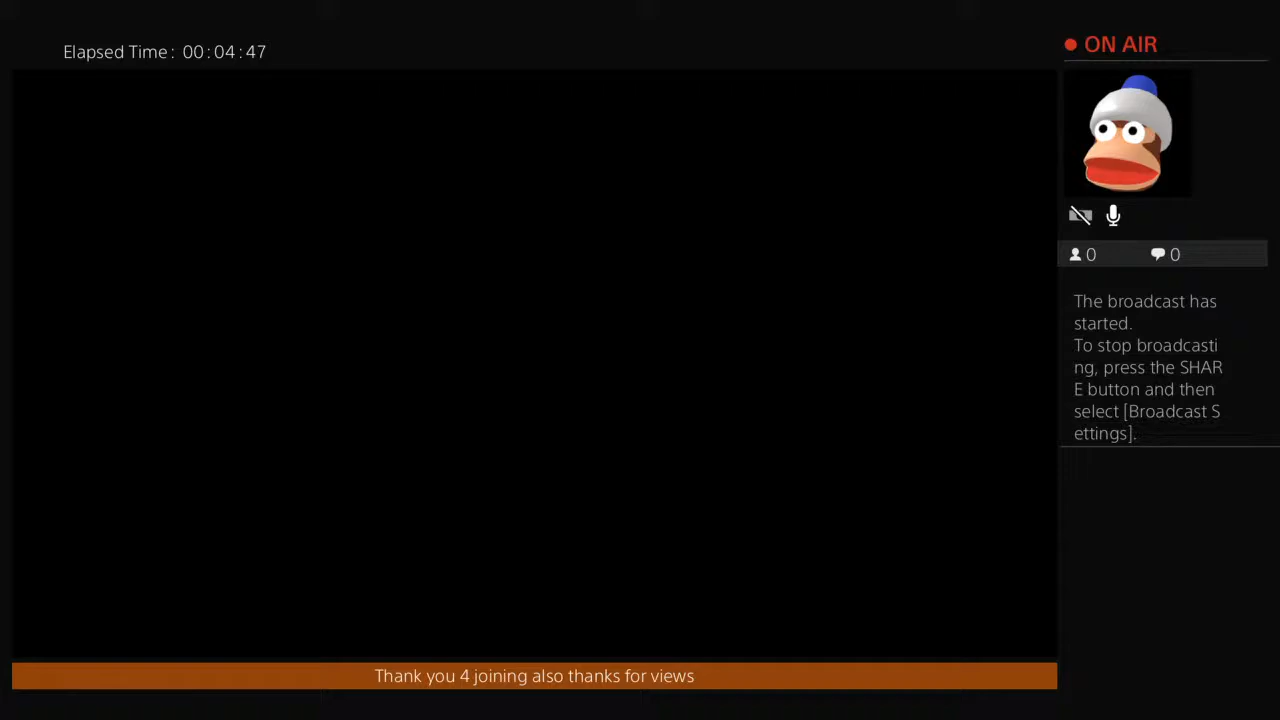 Elapsed Time: 00:04:47
ON AIR
0 0
The broadcast has
started.
To stop broadcasti
ng, press the SHAR
E button and then
select [Broadcast S
ettings].
Thank you 4 joining also thanks for views